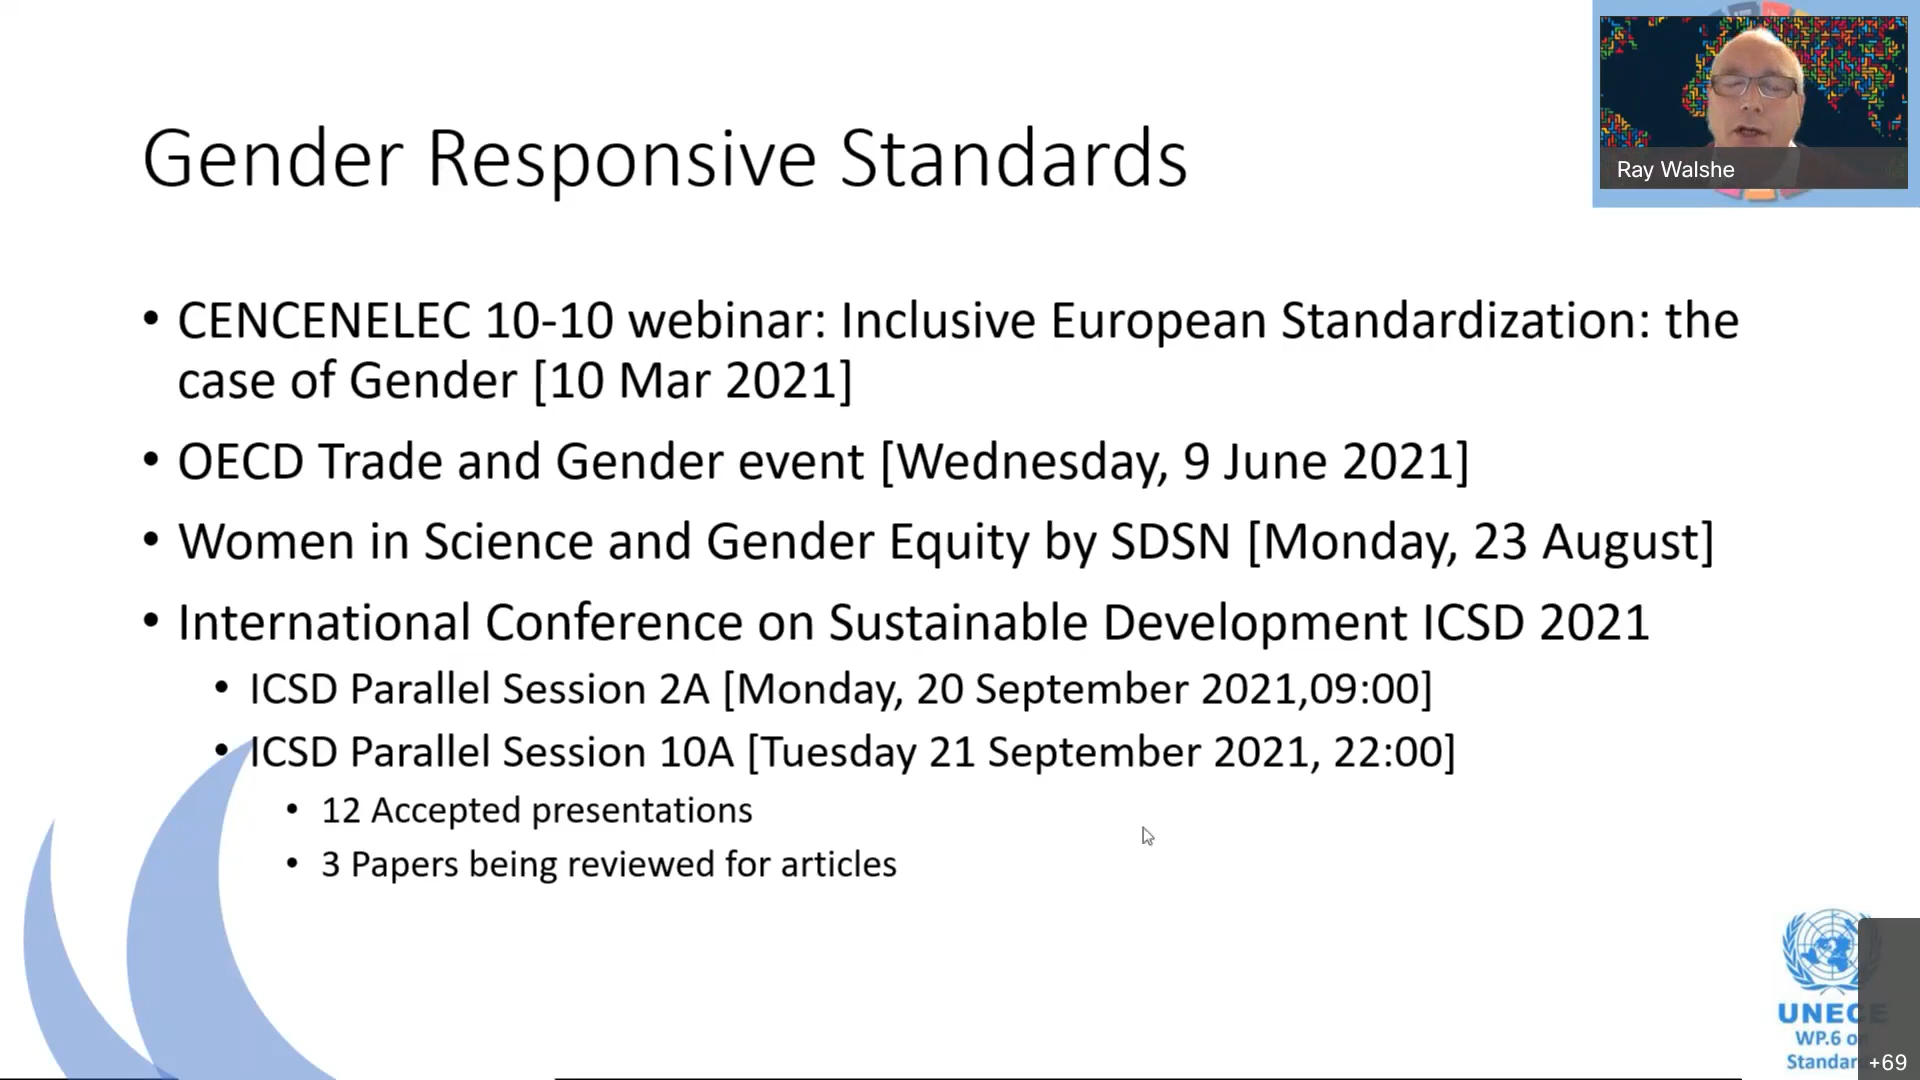 Gender Responsive Standards
Ray Walshe
• CENCENELEC 10-10 webinar: Inclusive European Standardization: the
case of Gender [10 Mar 2021]
• OECD Trade and Gender event [Wednesday, 9 June 2021]
• Women in Science and Gender Equity by SDSN [Monday, 23 August]
• International Conference on Sustainable Development ICSD 2021
• ICSD Parallel Session 2A [Monday, 20 September 2021,09:00]
• ICSD Parallel Session 10A [Tuesday 21 September 2021, 22:00]
• 12 Accepted presentations
• 3 Papers being reviewed for articles
UNECE
WP.6 o
Standar
+69